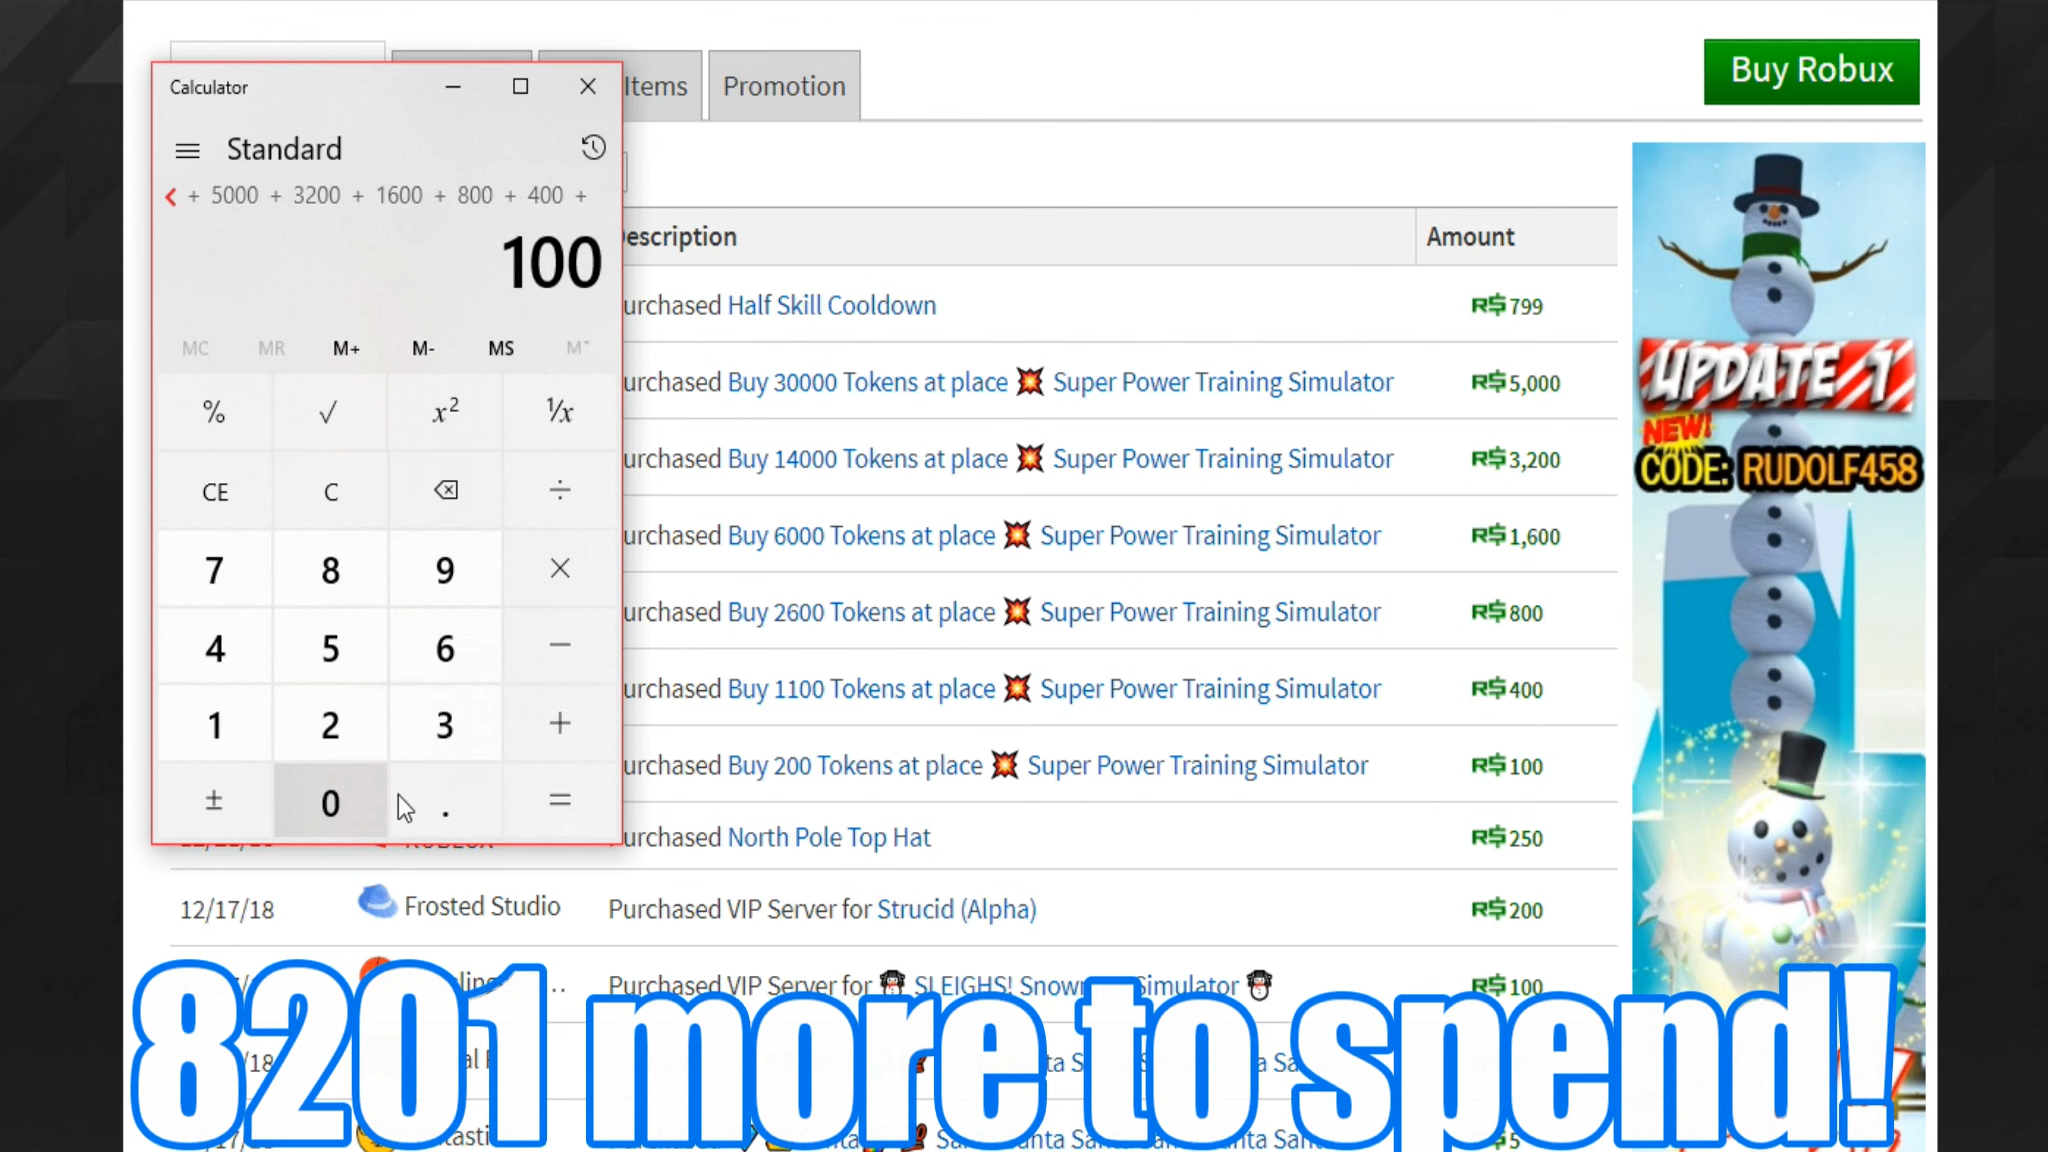 Items
Promotion
Buy Robux
Calculator
Standard
+ 5000 + 3200 + 1600 + 800 + 400 +
100
MC MR M+ M- MS M˅
% √ x² ¹/x
CE C ÷
7 8 9 ×
4 5 6 −
1 2 3 +
± 0 . =
escription Amount
urchased Half Skill Cooldown R$ 799
urchased Buy 30000 Tokens at place 💥 Super Power Training Simulator R$ 5,000
urchased Buy 14000 Tokens at place 💥 Super Power Training Simulator R$ 3,200
urchased Buy 6000 Tokens at place 💥 Super Power Training Simulator R$ 1,600
urchased Buy 2600 Tokens at place 💥 Super Power Training Simulator R$ 800
urchased Buy 1100 Tokens at place 💥 Super Power Training Simulator R$ 400
urchased Buy 200 Tokens at place 💥 Super Power Training Simulator R$ 100
urchased North Pole Top Hat R$ 250
12/17/18 Frosted Studio Purchased VIP Server for Strucid (Alpha) R$ 200
Purchased VIP Server for ⛄ SLEIGHS! Simulator ⛄ R$ 100
8201 more to spend!
UPDATE 1
NEW!
CODE: RUDOLF458